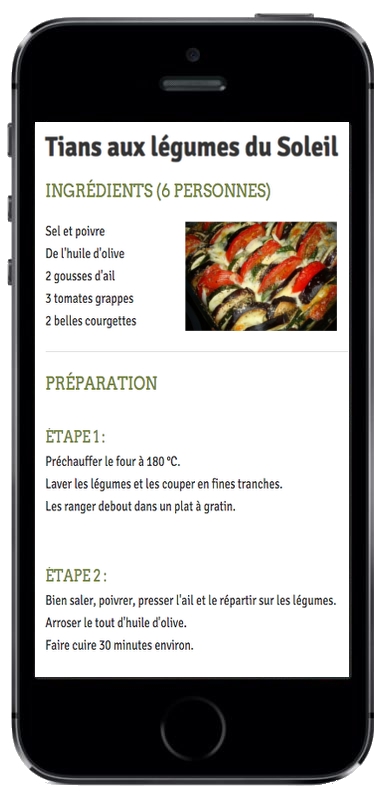 Tians aux légumes du Soleil
INGRÉDIENTS (6 PERSONNES)
Sel et poivre
De l'huile d'olive
2 gousses d'ail
3 tomates grappes
2 belles courgettes
PRÉPARATION
ÉTAPE 1 :
Préchauffer le four à 180 °C.
Laver les légumes et les couper en fines tranches.
Les ranger debout dans un plat à gratin.
ÉTAPE 2 :
Bien saler, poivrer, presser l'ail et le répartir sur les légumes.
Arroser le tout d'huile d'olive.
Faire cuire 30 minutes environ.